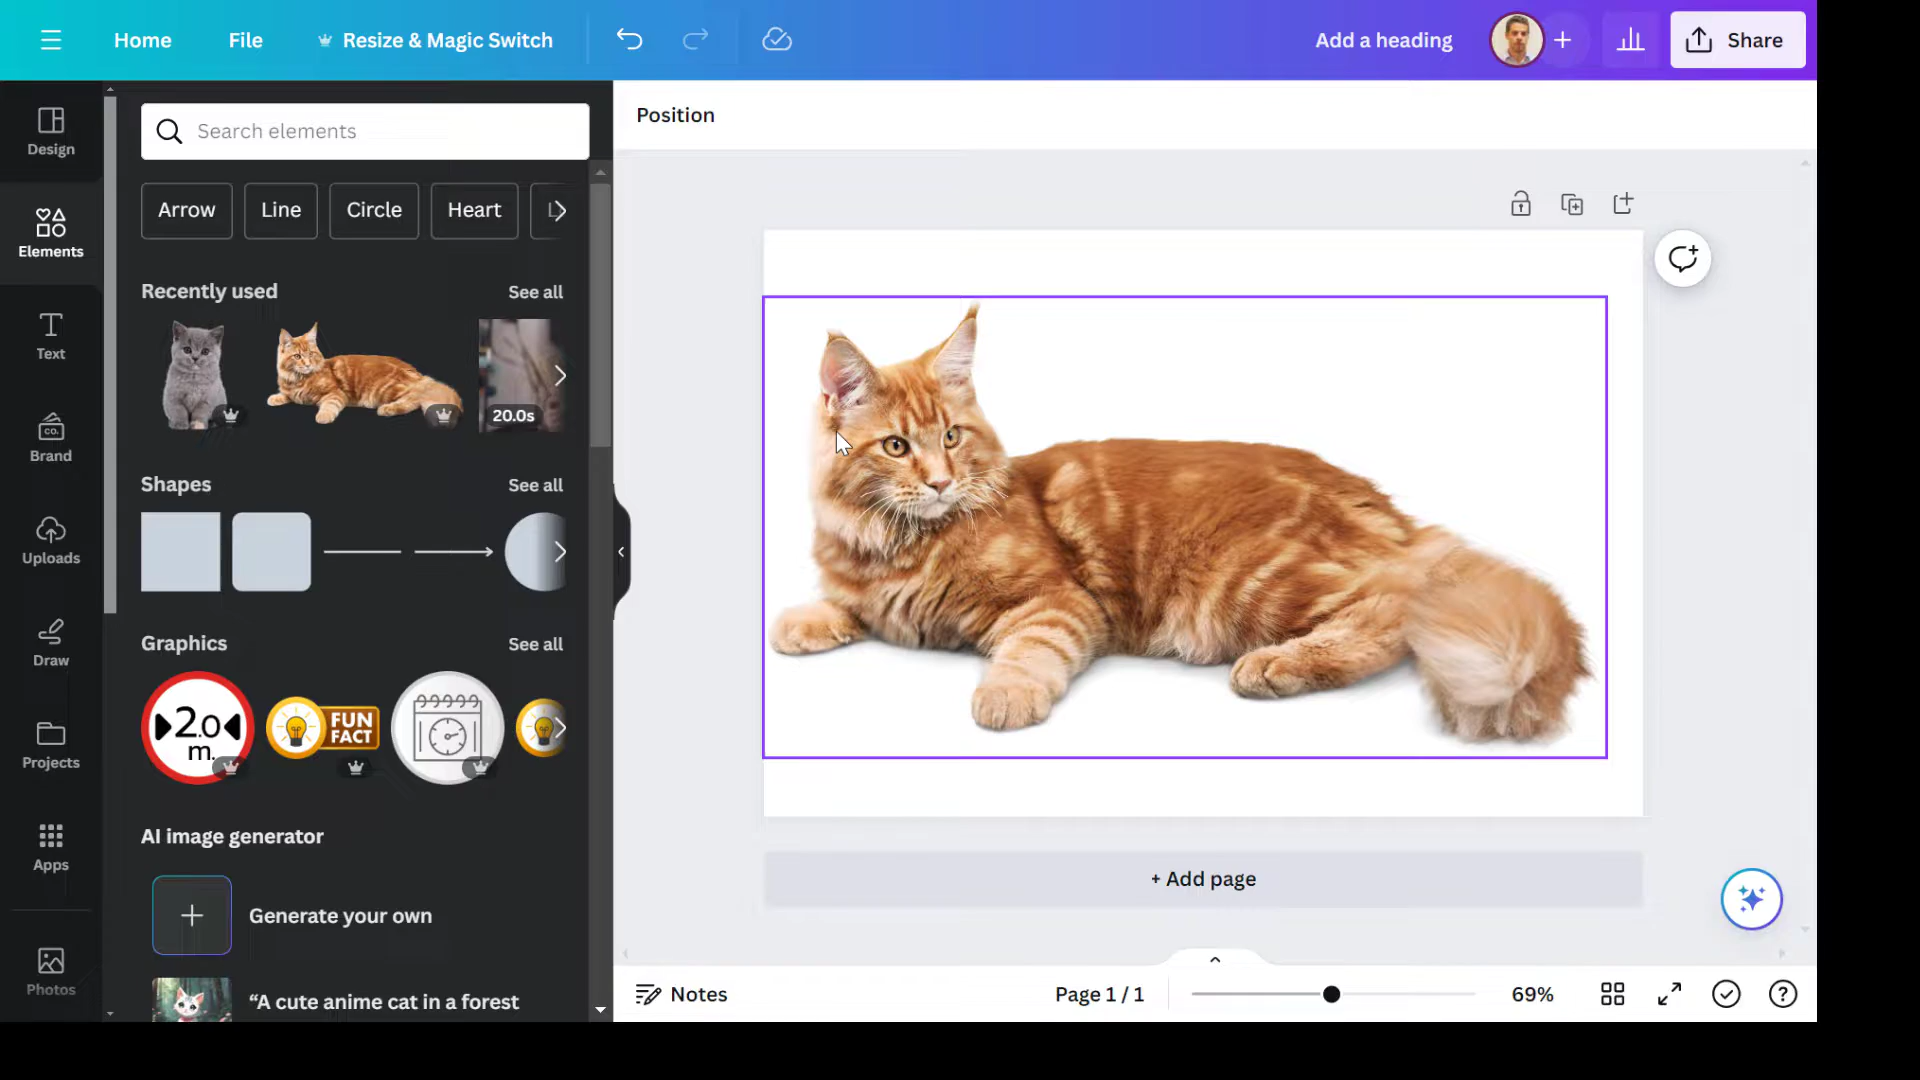 Home File Resize & Magic Switch Add a heading Share
Position
Design
Elements
Text
Brand
CO.
Uploads
Draw
Projects
Apps
Photos
Search elements
Arrow Line Circle Heart
Recently used See all
20.0s
Shapes See all
Graphics See all
2.0
m.
FUN
FACT
AI image generator
Generate your own
“A cute anime cat in a forest
+ Add page
Notes Page 1 / 1 69%